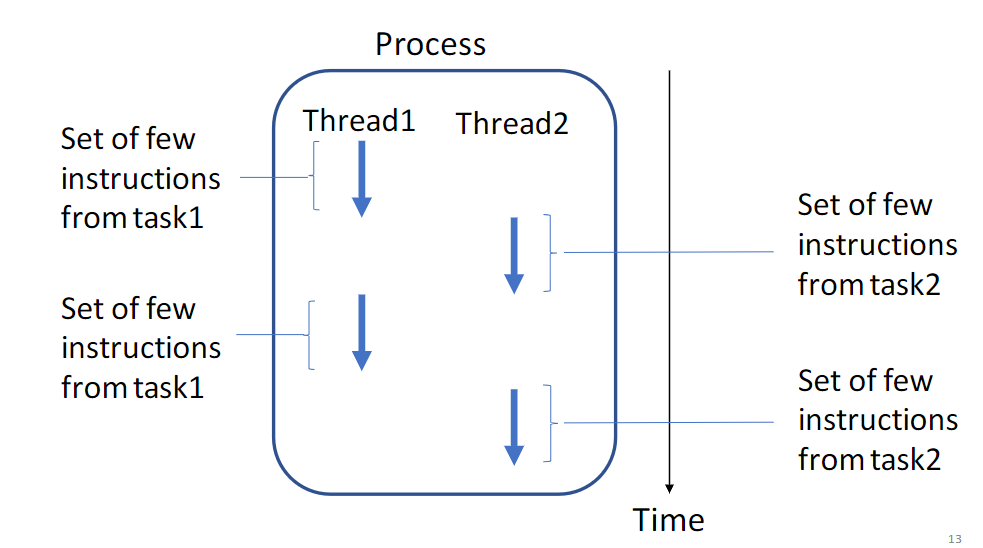 Process
Thread1
Thread2
Set of few
instructions
from task1
Set of few
instructions
from task2
Set of few
instructions
from task1
Set of few
instructions
from task2
Time
13